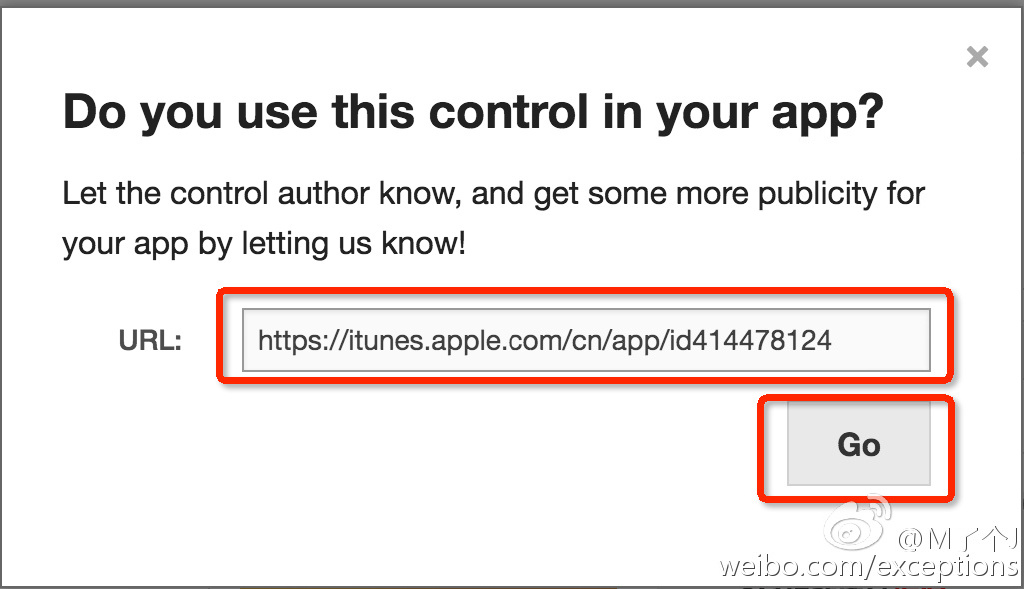 ×
Do you use this control in your app?
Let the control author know, and get some more publicity for
your app by letting us know!
URL: https://itunes.apple.com/cn/app/id414478124
Go
@M了个J
weibo.com/exceptions